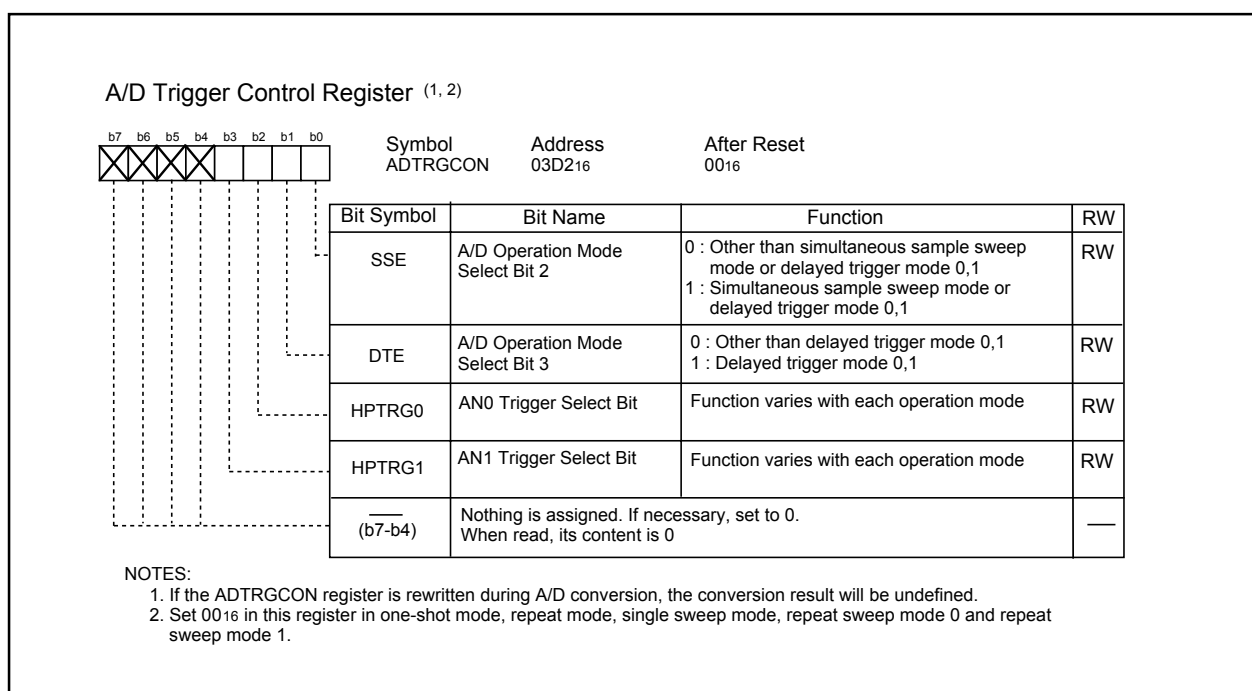 A/D Trigger Control Register (1, 2)
b7 b6 b5 b4 b3 b2 b1 b0
Symbol Address After Reset
ADTRGCON 03D216 0016
Bit Symbol Bit Name Function RW
SSE A/D Operation Mode Select Bit 2 0 : Other than simultaneous sample sweep mode or delayed trigger mode 0,1 RW
1 : Simultaneous sample sweep mode or delayed trigger mode 0,1
DTE A/D Operation Mode Select Bit 3 0 : Other than delayed trigger mode 0,1 RW
1 : Delayed trigger mode 0,1
HPTRG0 AN0 Trigger Select Bit Function varies with each operation mode RW
HPTRG1 AN1 Trigger Select Bit Function varies with each operation mode RW
(b7-b4) Nothing is assigned. If necessary, set to 0.
When read, its content is 0
NOTES:
1. If the ADTRGCON register is rewritten during A/D conversion, the conversion result will be undefined.
2. Set 0016 in this register in one-shot mode, repeat mode, single sweep mode, repeat sweep mode 0 and repeat
sweep mode 1.